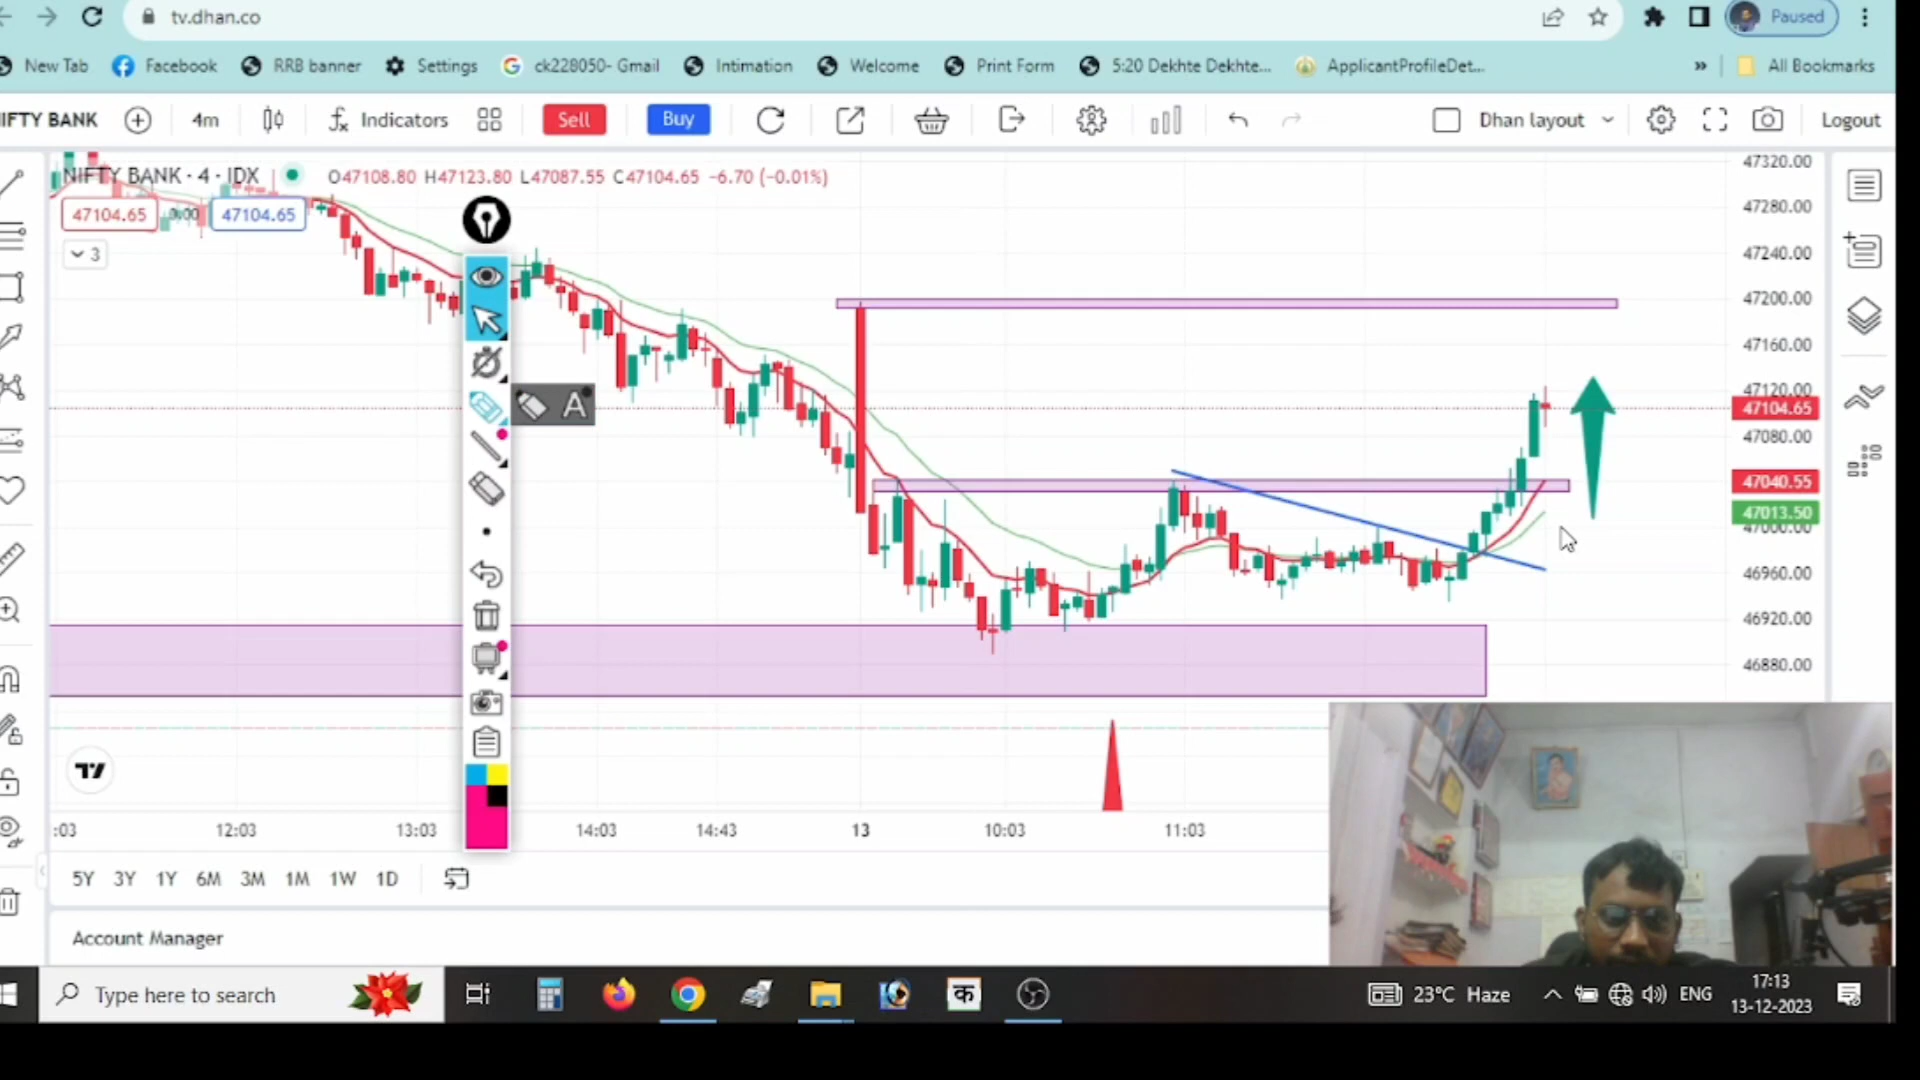 tv.dhan.co
Paused
New Tab Facebook RRB banner Settings ck228050- Gmail Intimation Welcome Print Form 5:20 Dekhte Dekhte... ApplicantProfileDet... » All Bookmarks
IFTY BANK 4m fx Indicators Sell Buy Dhan layout Logout
NIFTY BANK · 4 · IDX O47108.80 H47123.80 L47087.55 C47104.65 −6.70 (−0.01%)
47104.65 0.00 47104.65
3
A
47320.00
47280.00
47240.00
47200.00
47160.00
47120.00
47104.65
47080.00
47040.55
47013.50
47000.00
46960.00
46920.00
46880.00
:03 12:03 13:03 14:03 14:43 13 10:03 11:03
5Y 3Y 1Y 6M 3M 1M 1W 1D
Account Manager
Type here to search क 23°C Haze ENG 17:13
13-12-2023